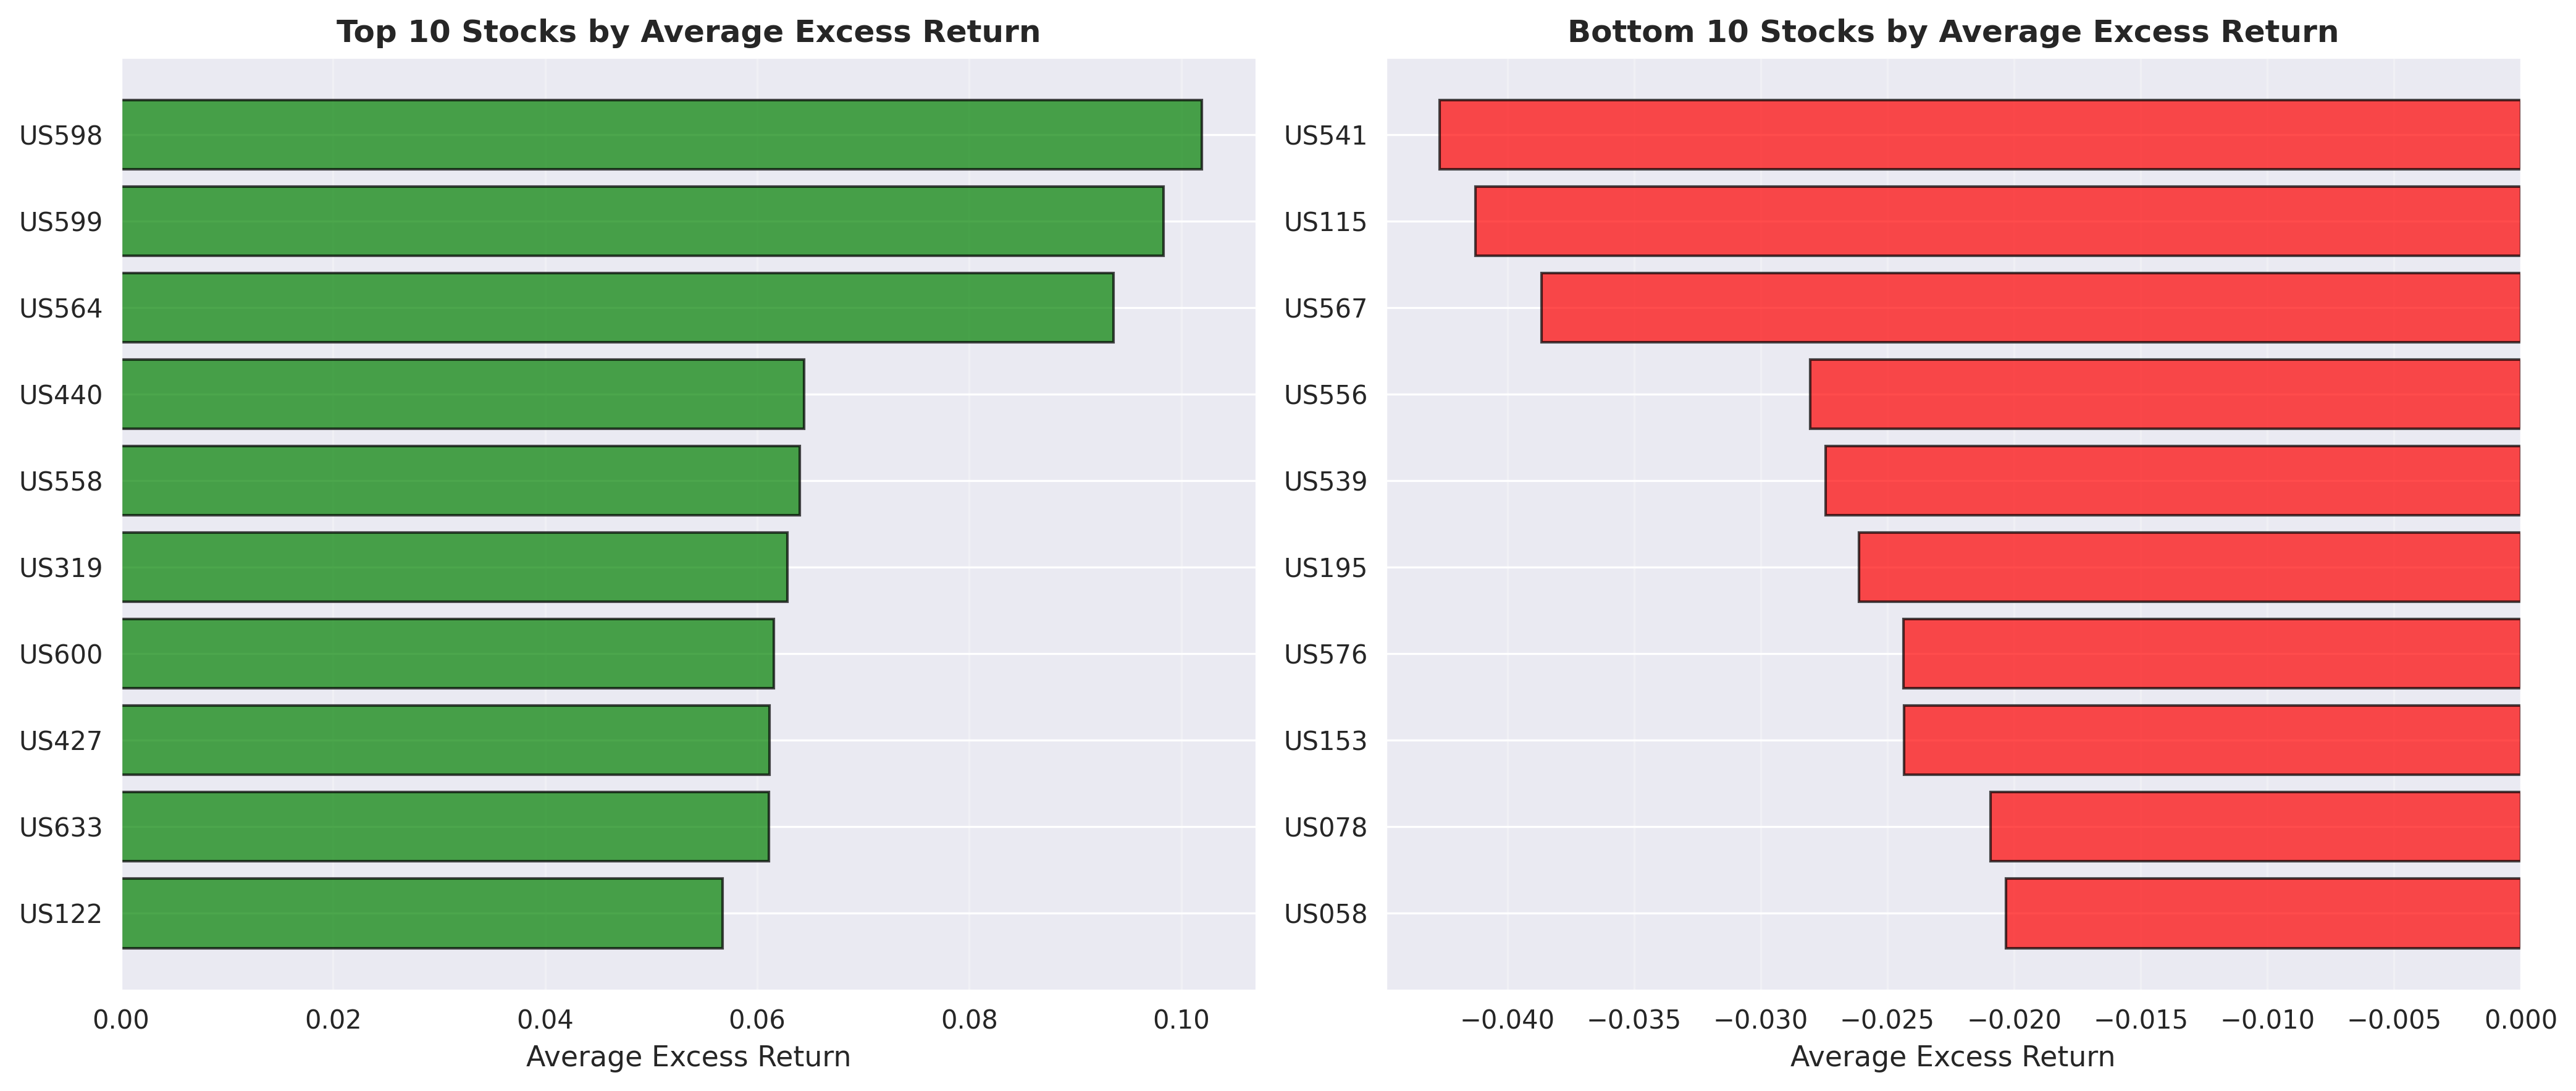 Top 10 Stocks by Average Excess Return
US598
US599
US564
US440
US558
US319
US600
US427
US633
US122
0.00 0.02 0.04 0.06 0.08 0.10
Average Excess Return
Bottom 10 Stocks by Average Excess Return
US541
US115
US567
US556
US539
US195
US576
US153
US078
US058
−0.040 −0.035 −0.030 −0.025 −0.020 −0.015 −0.010 −0.005 0.000
Average Excess Return